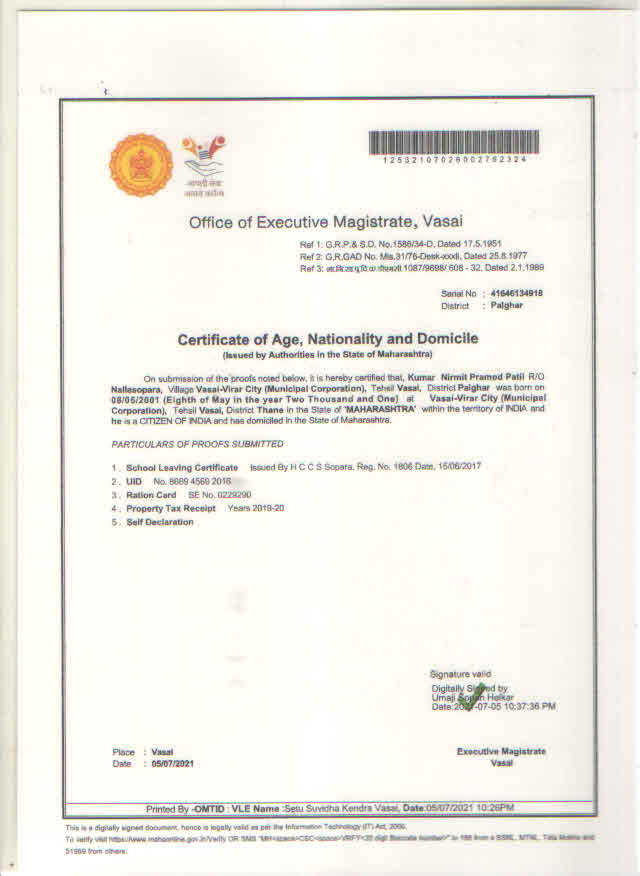 आपली सेवा
आमचे कर्तव्य
12532107026002762324
Office of Executive Magistrate, Vasai
Ref 1: G.R.P.& S.D. No.1586/34-D, Dated 17.5.1951
Ref 2: G.R.GAD No. Mis.31/76-Desk-xxxii, Dated 25.8.1977
Ref 3: 1087/9698/ 608 - 32, Dated 2.1.1989
Serial No : 41646134918
District : Palghar
Certificate of Age, Nationality and Domicile
(Issued by Authorities in the State of Maharashtra)
On submission of the proofs noted below, it is hereby certified that, Kumar Nirmit Pramod Patil R/O
Nallasopara, Village Vasai-Virar City (Municipal Corporation), Tehsil Vasai, District Palghar was born on
08/05/2001 (Eighth of May in the year Two Thousand and One) at Vasai-Virar City (Municipal
Corporation), Tehsil Vasai, District Thane in the State of 'MAHARASHTRA' within the territory of INDIA and
he is a CITIZEN OF INDIA and has domiciled in the State of Maharashtra.
PARTICULARS OF PROOFS SUBMITTED
1 . School Leaving Certificate Issued By H C C S Sopara, Reg. No. 1806 Date, 15/06/2017
2 . UID No. 8669 4569 2016
3 . Ration Card SE No. 0229290
4 . Property Tax Receipt Years 2019-20
5 . Self Declaration
Signature valid
Digitally Signed by
Umaji Sopan Helkar
Date:2021-07-05 10:37:36 PM
Place : Vasai
Date : 05/07/2021
Executive Magistrate
Vasai
Printed By -OMTID : VLE Name :Setu Suvidha Kendra Vasai, Date:05/07/2021 10:26PM
This is a digitally signed document, hence is legally valid as per the Information Technology (IT) Act, 2000.
To verify visit https://www.mahaonline.gov.in/Verify OR SMS "MH<space>CSC<space>VRFY<20 digit Barcode number>" to 166 from a BSNL, MTNL, Tata Mobile and
51969 from others.